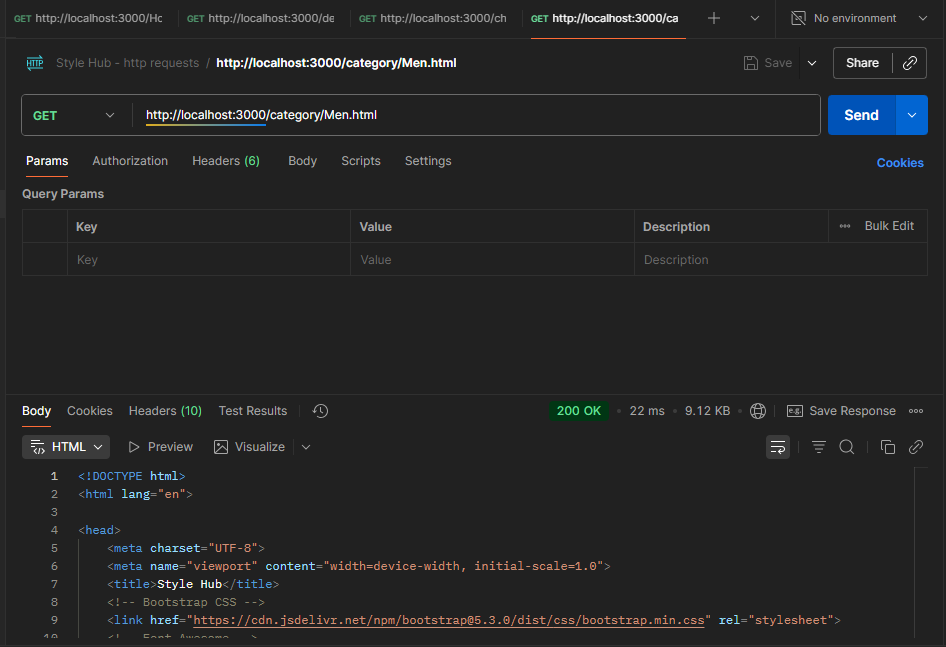 GET http://localhost:3000/Hc GET http://localhost:3000/de GET http://localhost:3000/ch GET http://localhost:3000/ca No environment
HTTP Style Hub - http requests / http://localhost:3000/category/Men.html Save Share
GET http://localhost:3000/category/Men.html Send
Params Authorization Headers (6) Body Scripts Settings Cookies
Query Params
Key Value Description Bulk Edit
Key Value Description
Body Cookies Headers (10) Test Results 200 OK 22 ms 9.12 KB e.g. Save Response
HTML Preview Visualize
1 <!DOCTYPE html>
2 <html lang="en">
3
4 <head>
5 <meta charset="UTF-8">
6 <meta name="viewport" content="width=device-width, initial-scale=1.0">
7 <title>Style Hub</title>
8 <!-- Bootstrap CSS -->
9 <link href="https://cdn.jsdelivr.net/npm/bootstrap@5.3.0/dist/css/bootstrap.min.css" rel="stylesheet">
10 <!-- Font Awesome -->